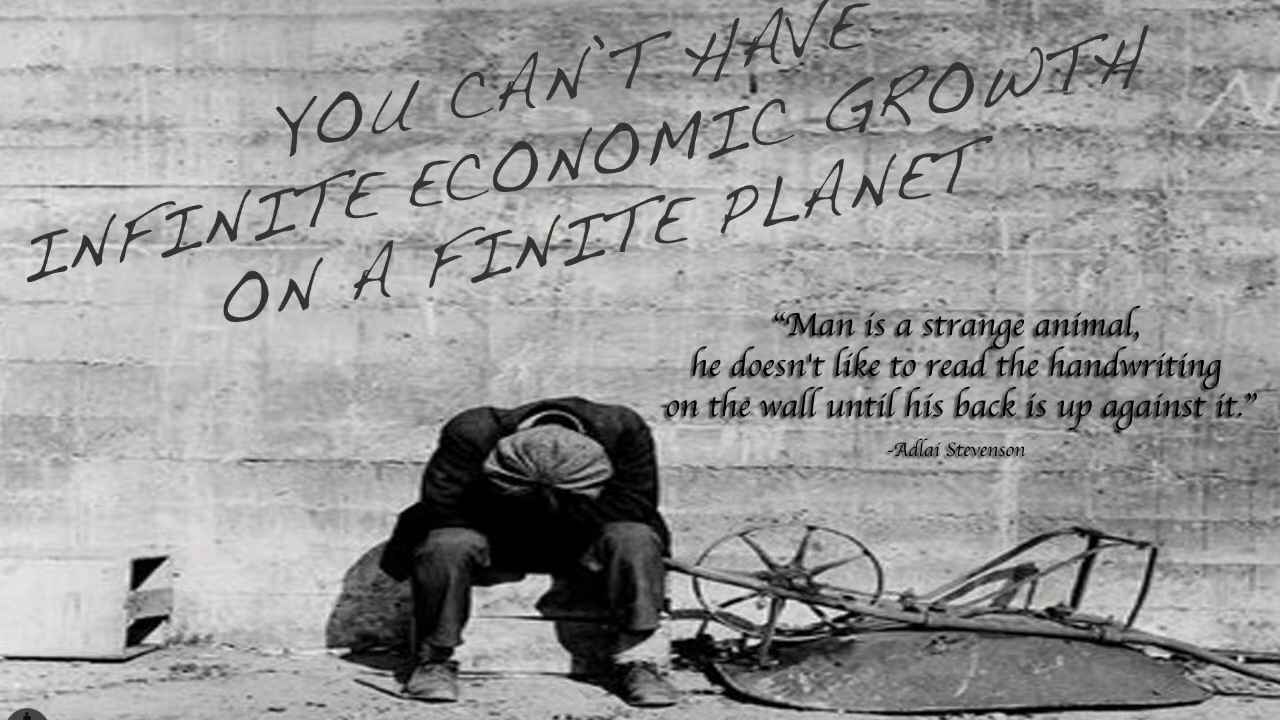 YOU CAN'T HAVE
INFINITE ECONOMIC GROWTH
ON A FINITE PLANET
“Man is a strange animal,
he doesn't like to read the handwriting
on the wall until his back is up against it.”
-Adlai Stevenson